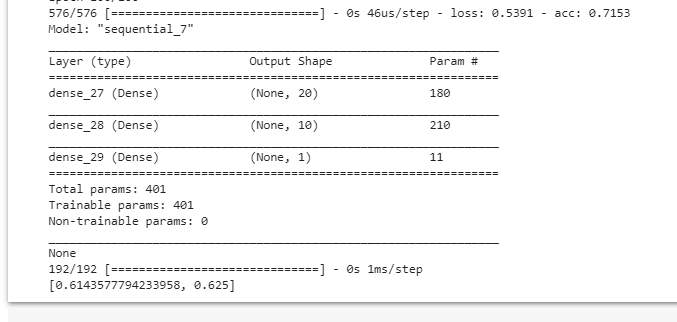 576/576 [==============================] - 0s 46us/step - loss: 0.5391 - acc: 0.7153
Model: "sequential_7"
_________________________________________________________________
Layer (type)                 Output Shape              Param #
=================================================================
dense_27 (Dense)             (None, 20)                180
_________________________________________________________________
dense_28 (Dense)             (None, 10)                210
_________________________________________________________________
dense_29 (Dense)             (None, 1)                 11
=================================================================
Total params: 401
Trainable params: 401
Non-trainable params: 0
_________________________________________________________________
None
192/192 [==============================] - 0s 1ms/step
[0.6143577794233958, 0.625]